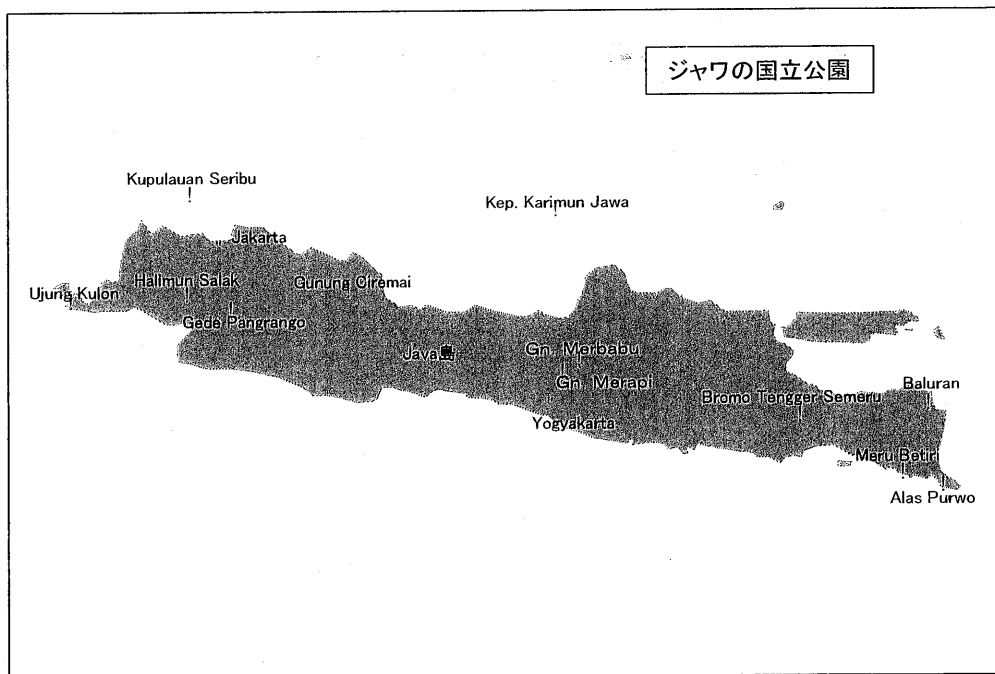 ジャワの国立公園
Kupulauan Seribu
Kep. Karimun Jawa
Jakarta
Halimun Salak
Gunung Ciremai
Ujung Kulon
Gede Pangrango
Java島
Gn. Merbabu
Gn. Merapi
Bromo Tengger Semeru
Baluran
Yogyakarta
Meru Betiri
Alas Purwo